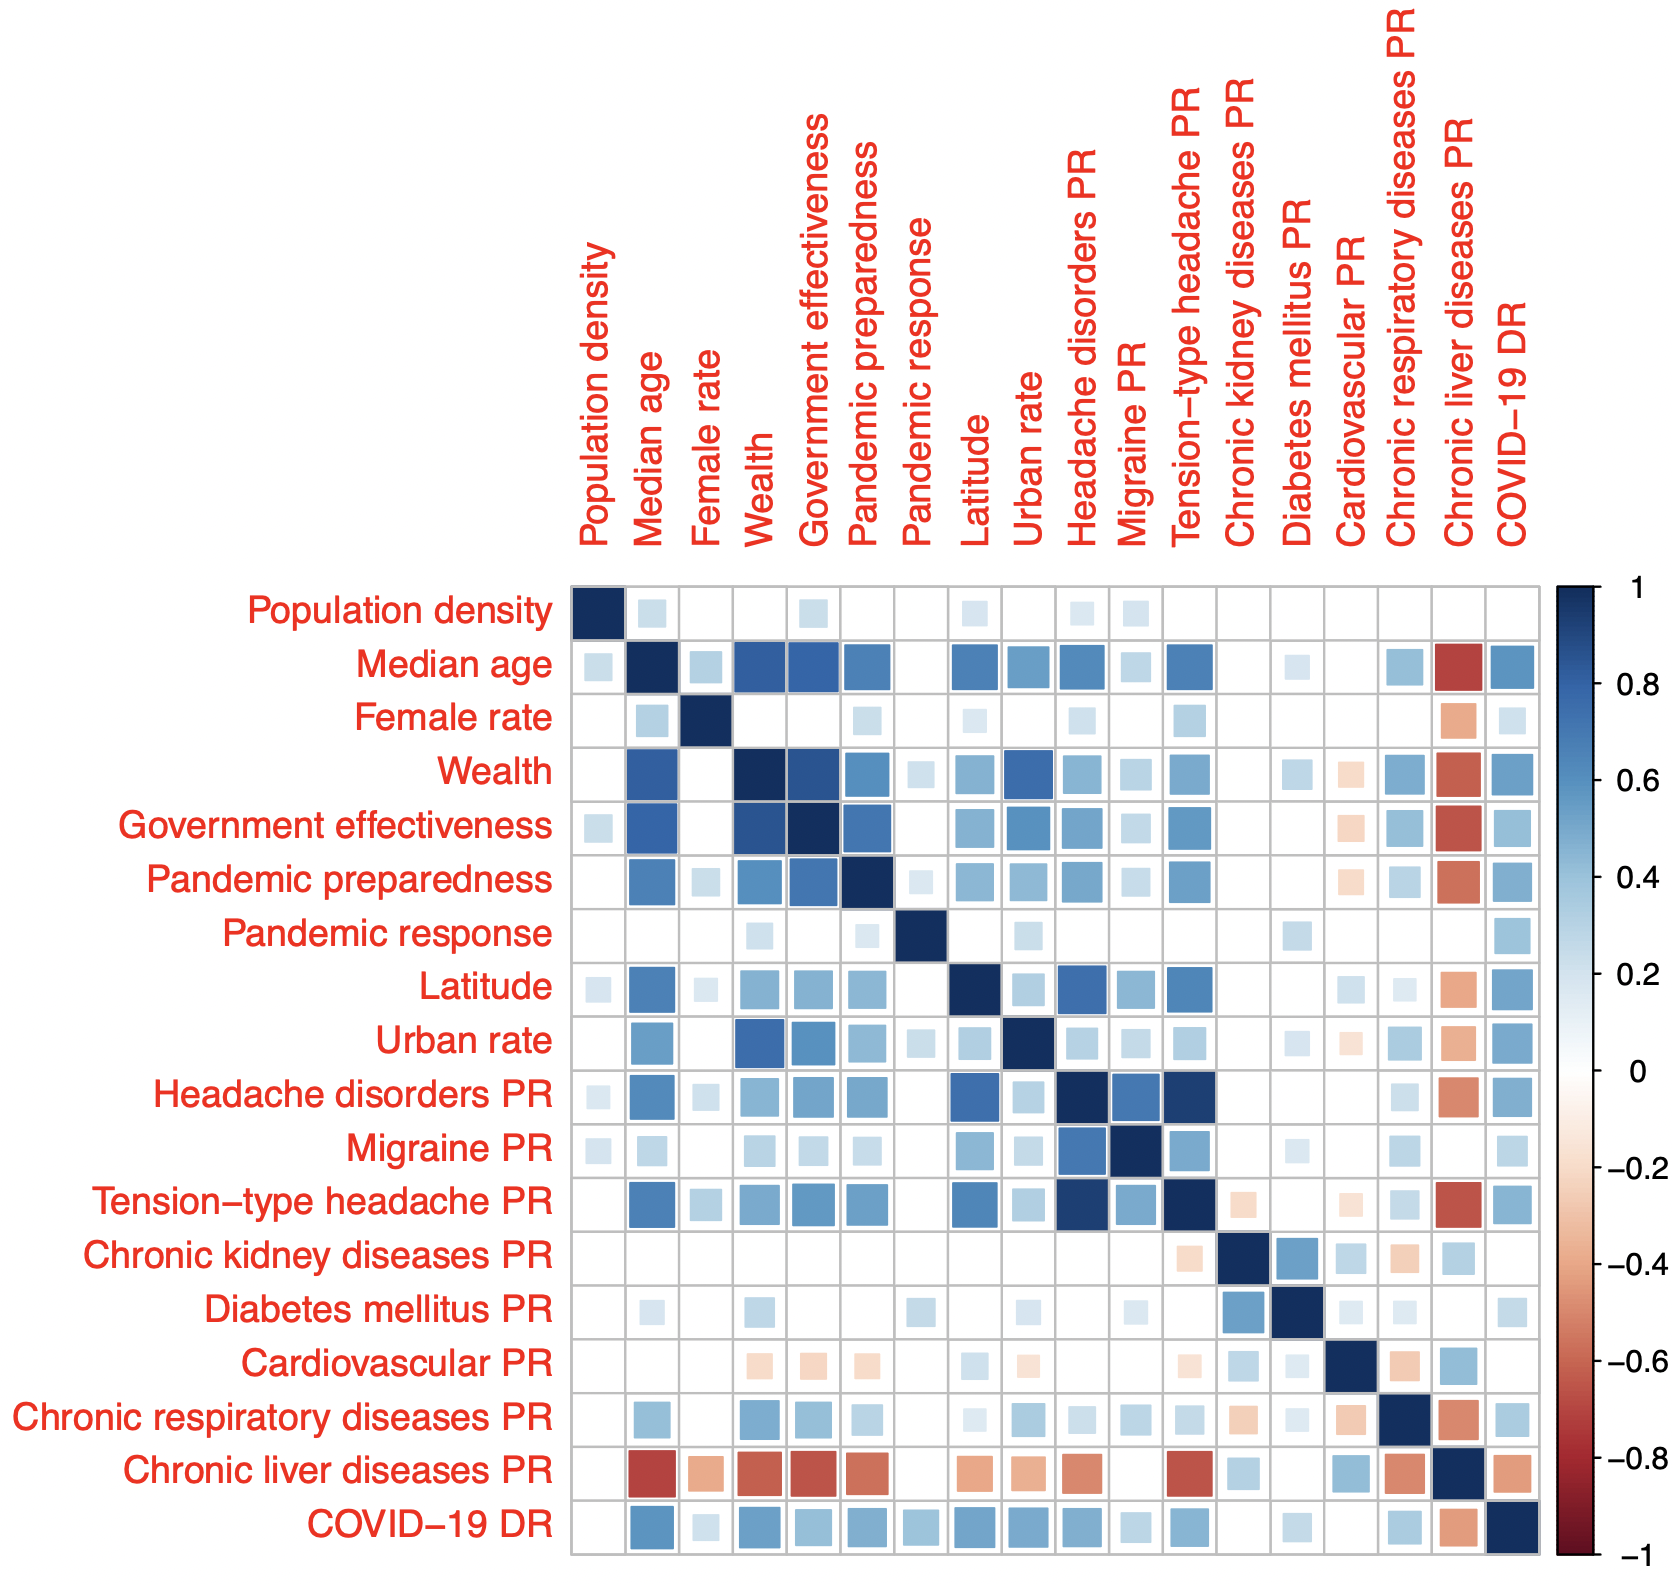 Population density
Median age
Female rate
Wealth
Government effectiveness
Pandemic preparedness
Pandemic response
Latitude
Urban rate
Headache disorders PR
Migraine PR
Tension−type headache PR
Chronic kidney diseases PR
Diabetes mellitus PR
Cardiovascular PR
Chronic respiratory diseases PR
Chronic liver diseases PR
COVID−19 DR
Population density
Median age
Female rate
Wealth
Government effectiveness
Pandemic preparedness
Pandemic response
Latitude
Urban rate
Headache disorders PR
Migraine PR
Tension−type headache PR
Chronic kidney diseases PR
Diabetes mellitus PR
Cardiovascular PR
Chronic respiratory diseases PR
Chronic liver diseases PR
COVID−19 DR
1
0.8
0.6
0.4
0.2
0
−0.2
−0.4
−0.6
−0.8
−1